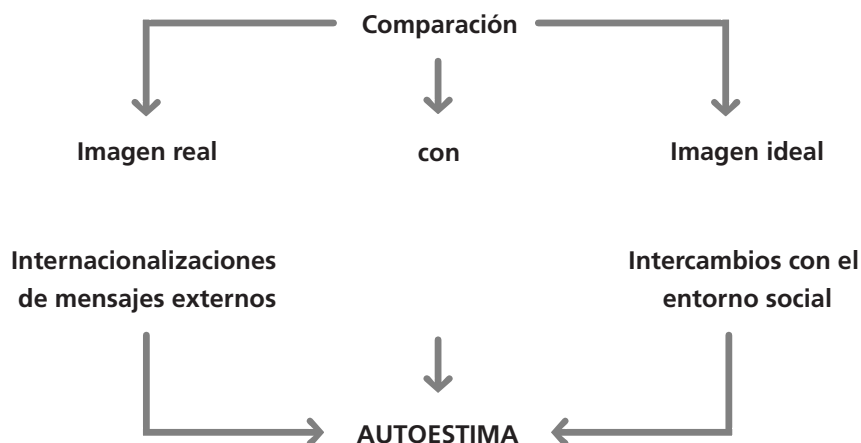 Comparación
Imagen real
con
Imagen ideal
Internacionalizaciones
de mensajes externos
Intercambios con el
entorno social
AUTOESTIMA